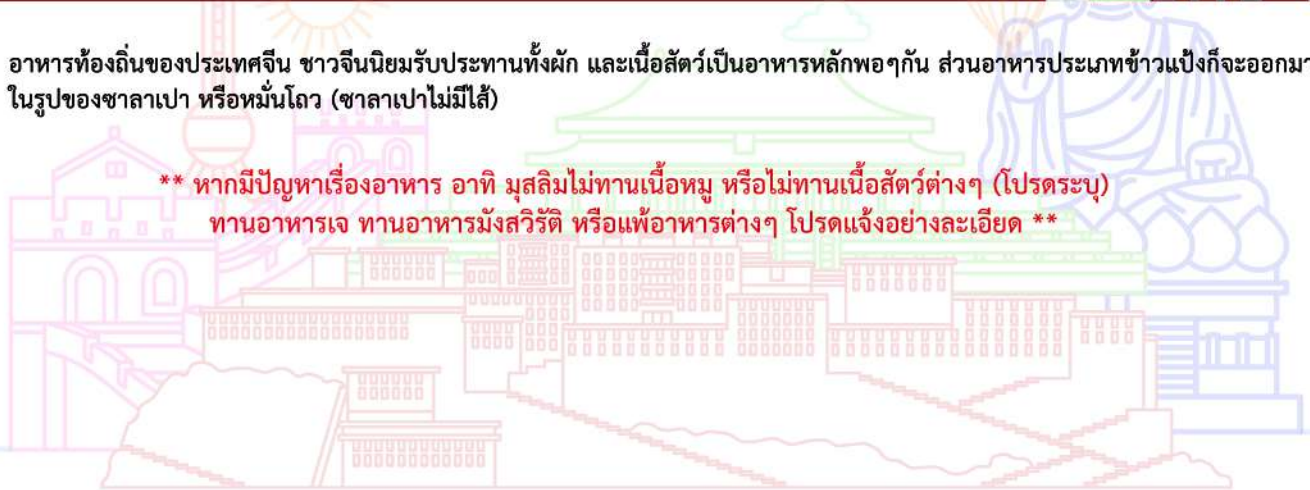 อาหารท้องถิ่นของประเทศจีน ชาวจีนนิยมรับประทานทั้งผัก และเนื้อสัตว์เป็นอาหารหลักพอๆกัน ส่วนอาหารประเภทข้าวแป้งก็จะออกมา
ในรูปของซาลาเปา หรือหมั่นโถว (ซาลาเปาไม่มีไส้)
** หากมีปัญหาเรื่องอาหาร อาทิ มุสลิมไม่ทานเนื้อหมู หรือไม่ทานเนื้อสัตว์ต่างๆ (โปรดระบุ)
ทานอาหารเจ ทานอาหารมังสวิรัติ หรือแพ้อาหารต่างๆ โปรดแจ้งอย่างละเอียด **